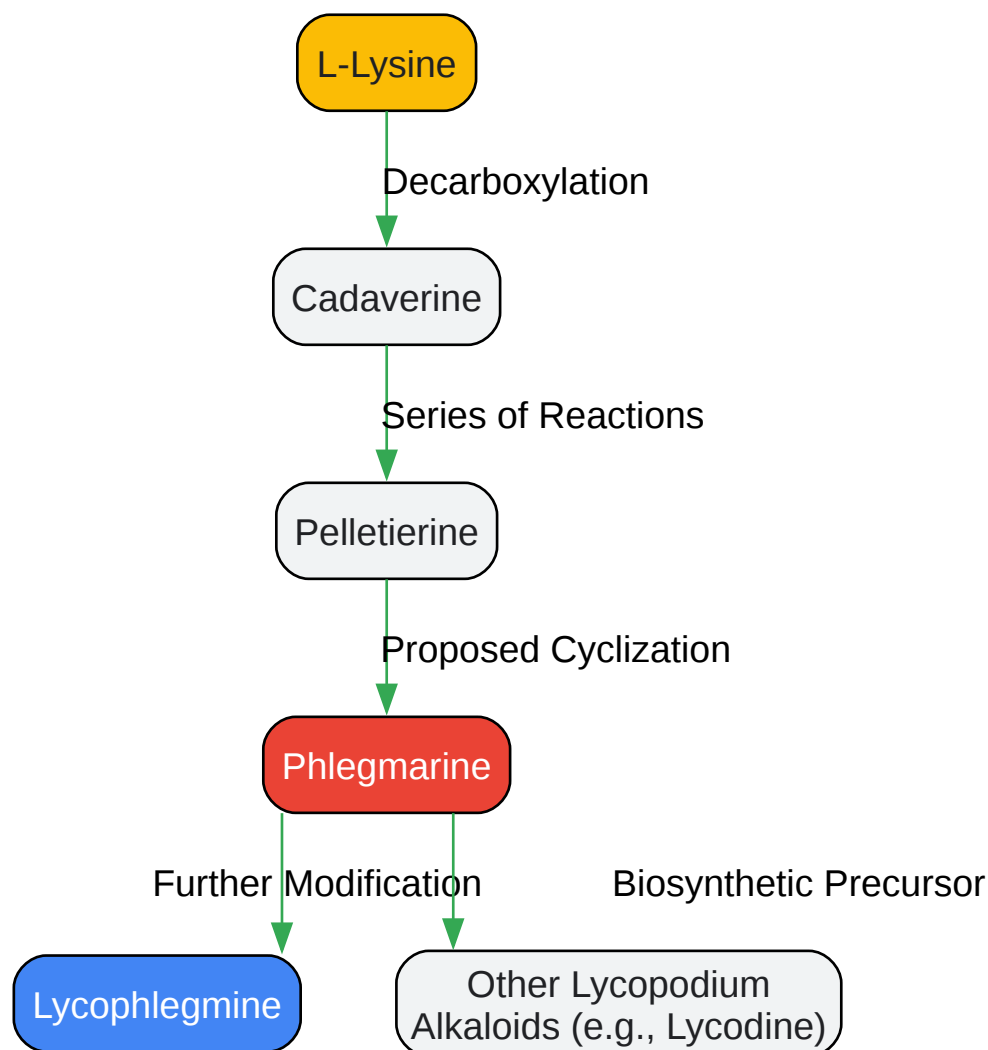 L-Lysine
Decarboxylation
Cadaverine
Series of Reactions
Pelletierine
Proposed Cyclization
Phlegmarine
Further Modification
Biosynthetic Precursor
Lycophlegmine
Other Lycopodium
Alkaloids (e.g., Lycodine)